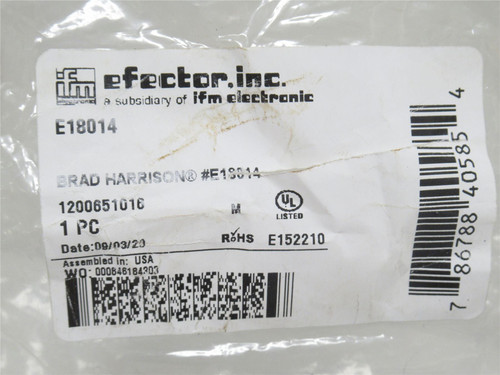 ifm efector.inc.
a subsidiary of ifm electronic
E18014
BRAD HARRISON® #E18014
1200651016
M
UL
LISTED
1 PC
RoHS
E152210
Date:09/03/20
Assembled in: USA
WO: 000846184303
7 86788 40585 4